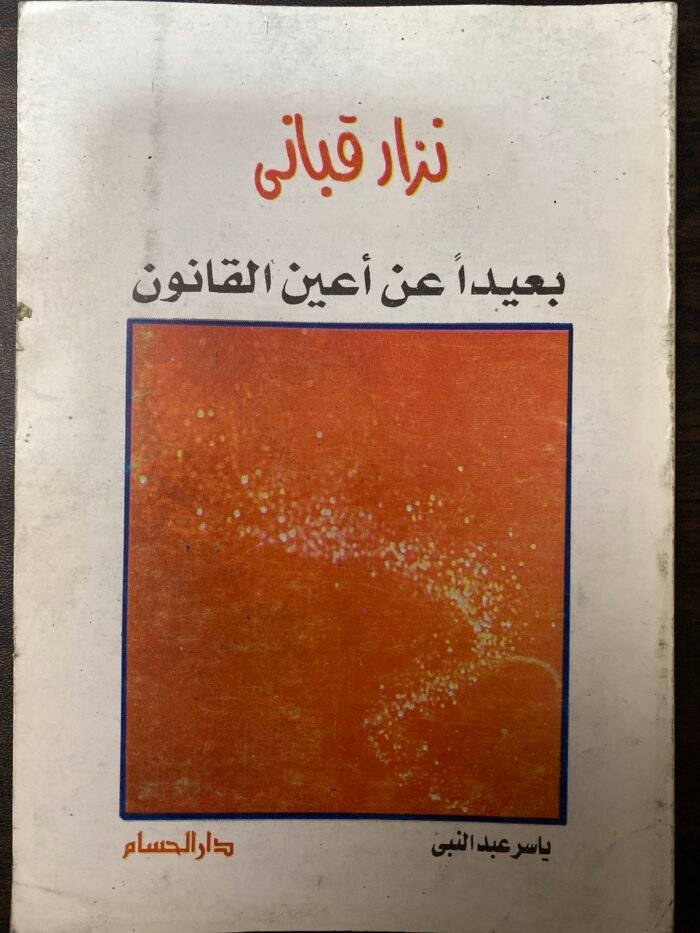 نزار قبانى
بعيداً عن أعين القانون
ياسر عبد النبى
دار الحسام